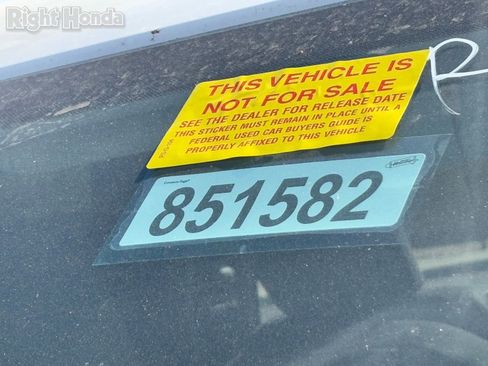 Right Honda
THIS VEHICLE IS
NOT FOR SALE
SEE THE DEALER FOR RELEASE DATE
THIS STICKER MUST REMAIN IN PLACE UNTIL A
FEDERAL USED CAR BUYERS GUIDE IS
PROPERLY AFFIXED TO THIS VEHICLE
851582
R